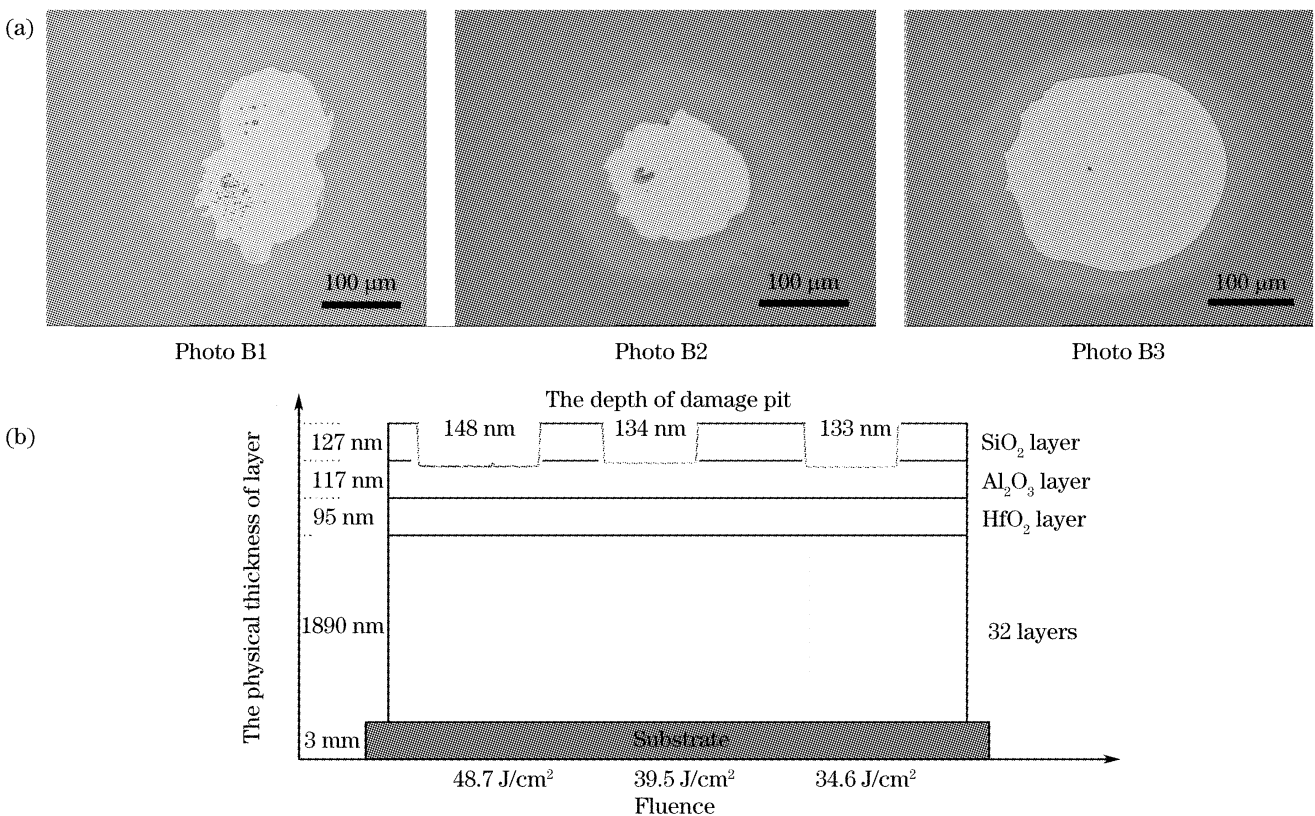 (a)
100 μm
100 μm
100 μm
Photo B1
Photo B2
Photo B3
(b)
The depth of damage pit
The physical thickness of layer
127 nm
148 nm
134 nm
133 nm
SiO₂ layer
117 nm
Al₂O₃ layer
95 nm
HfO₂ layer
1890 nm
32 layers
3 mm
Substrate
48.7 J/cm²
39.5 J/cm²
34.6 J/cm²
Fluence